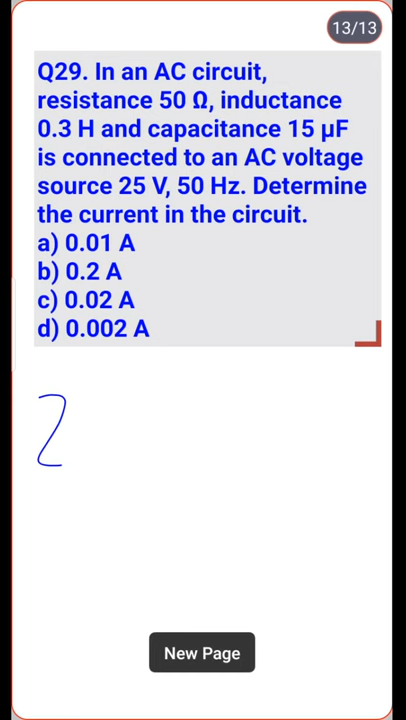 13/13
Q29. In an AC circuit,
resistance 50 Ω, inductance
0.3 H and capacitance 15 μF
is connected to an AC voltage
source 25 V, 50 Hz. Determine
the current in the circuit.
a) 0.01 A
b) 0.2 A
c) 0.02 A
d) 0.002 A
Z
New Page